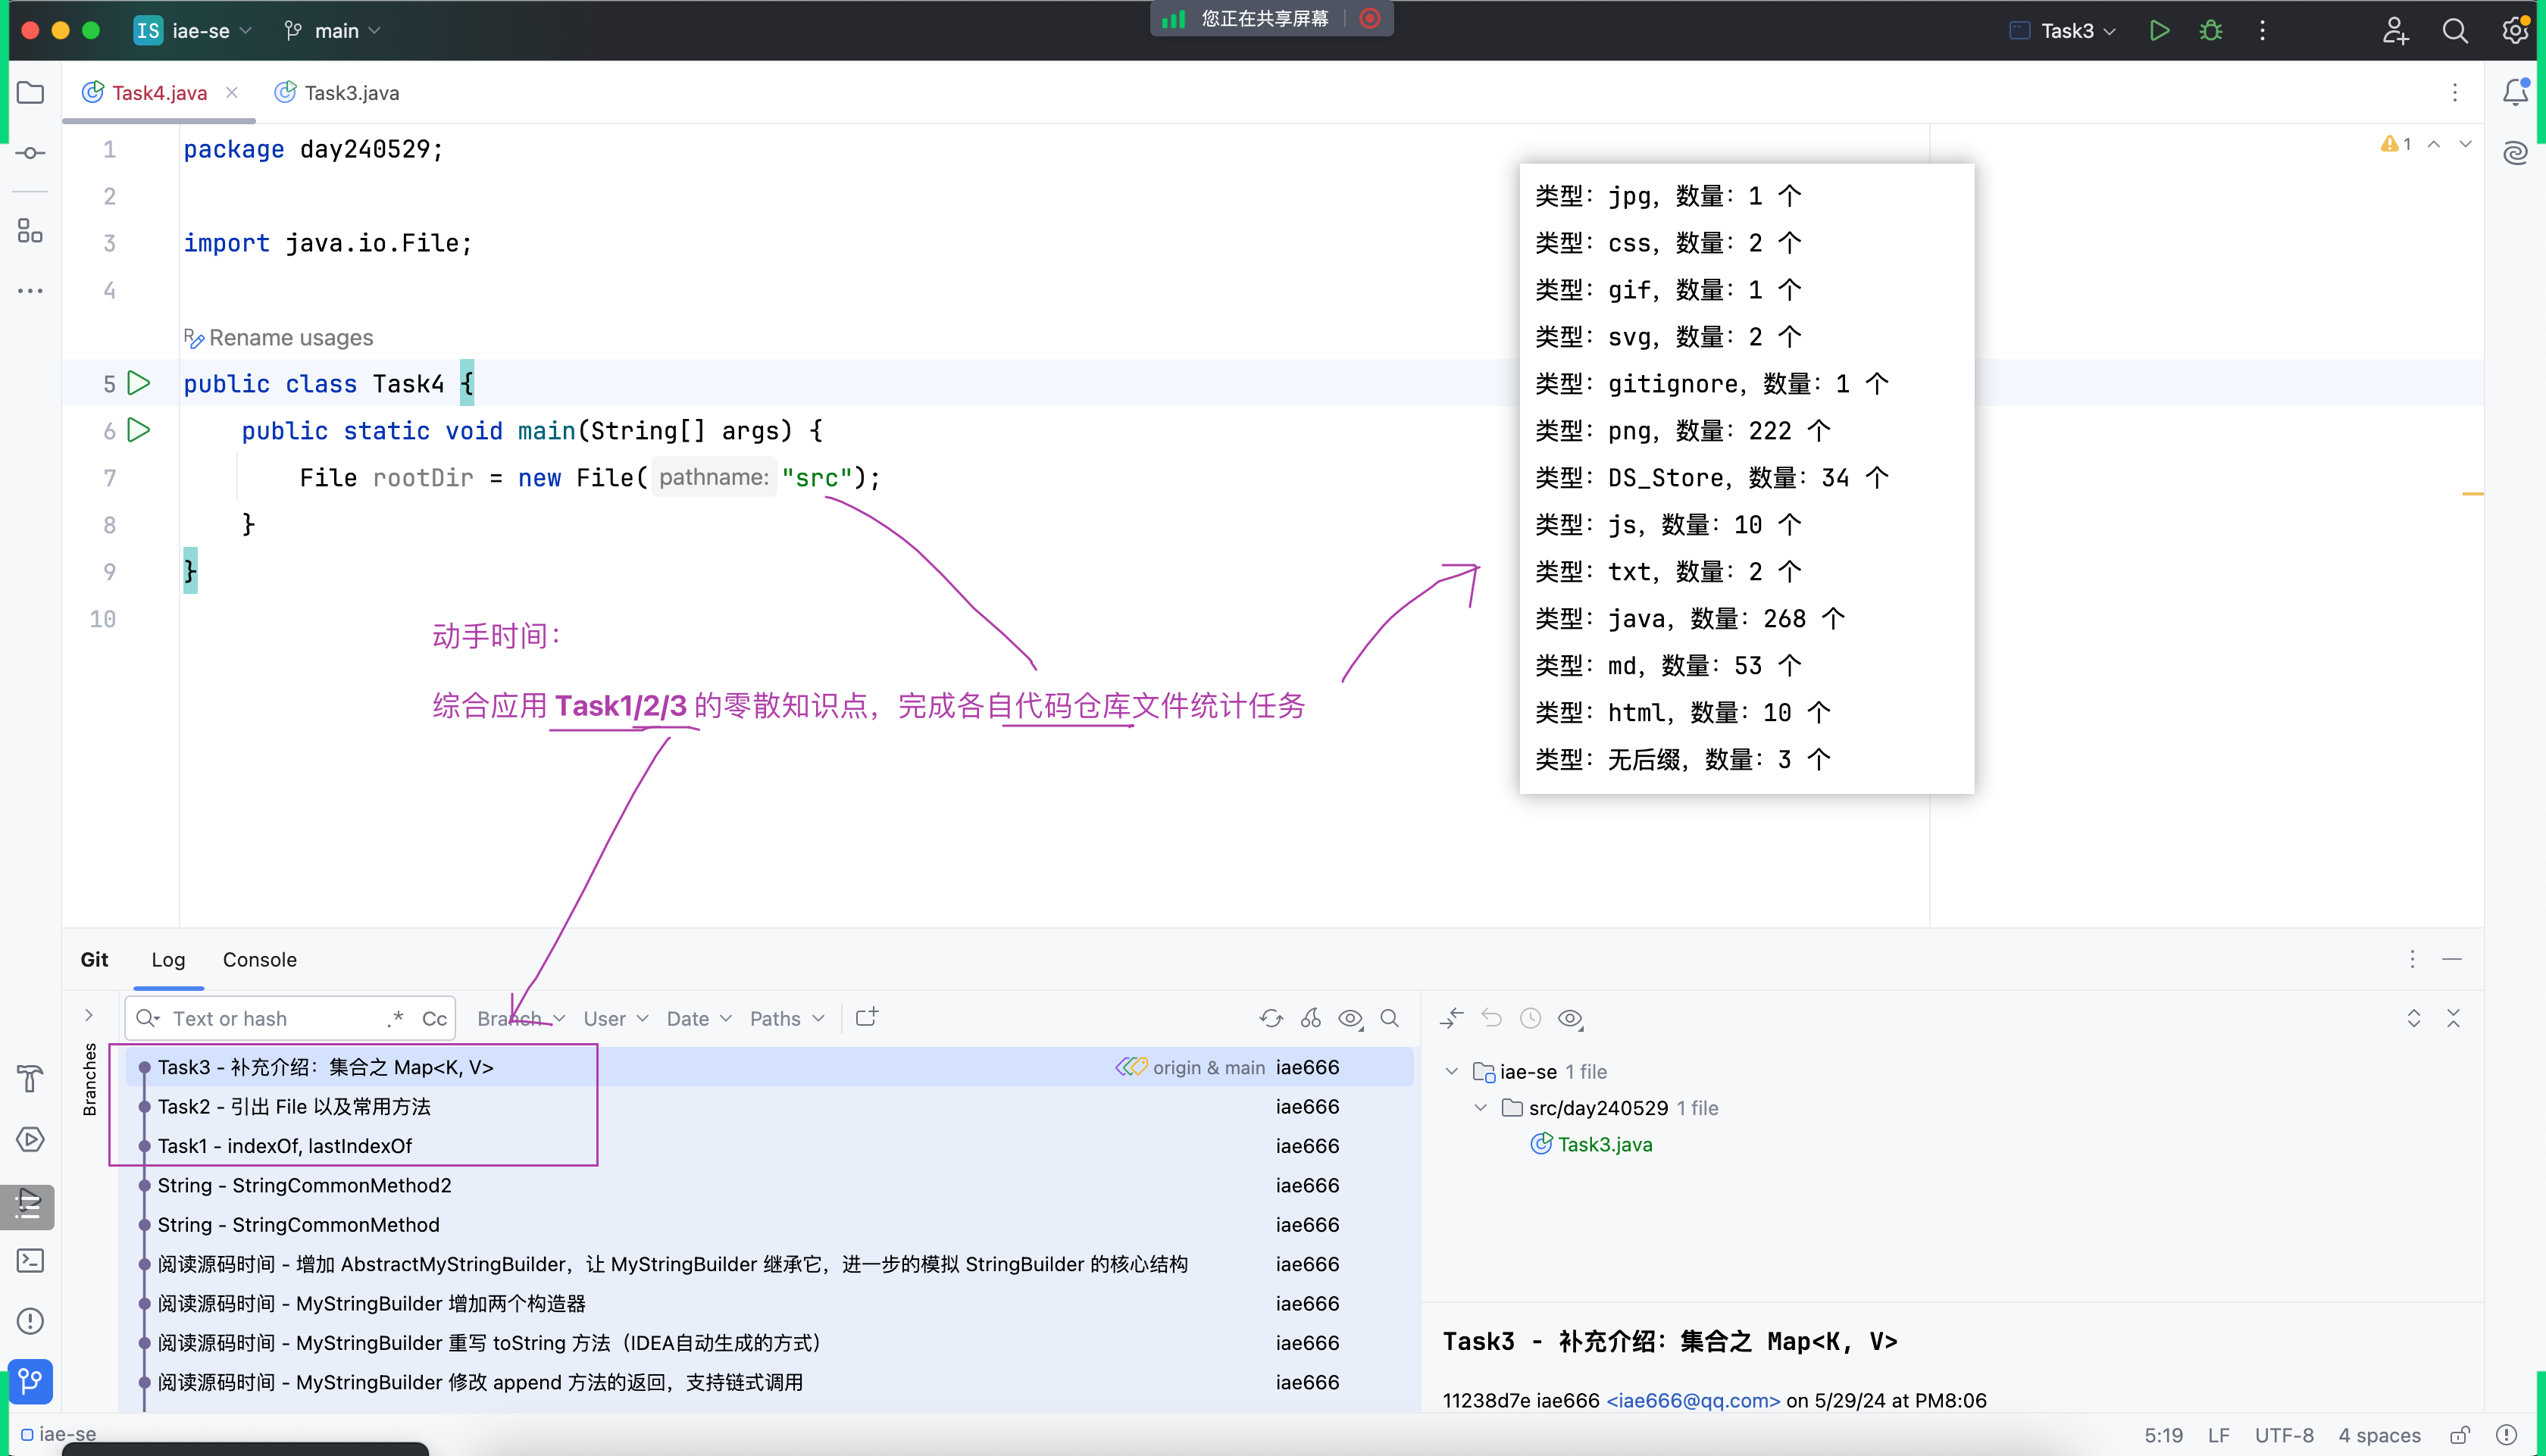 IS iae-se main
您正在共享屏幕
Task3
Task4.java Task3.java
1 package day240529;
2
3 import java.io.File;
4
Rename usages
5 public class Task4 {
6 public static void main(String[] args) {
7 File rootDir = new File( pathname: "src");
8 }
9 }
10
1
类型：jpg，数量：1 个
类型：css，数量：2 个
类型：gif，数量：1 个
类型：svg，数量：2 个
类型：gitignore，数量：1 个
类型：png，数量：222 个
类型：DS_Store，数量：34 个
类型：js，数量：10 个
类型：txt，数量：2 个
类型：java，数量：268 个
类型：md，数量：53 个
类型：html，数量：10 个
类型：无后缀，数量：3 个
动手时间：
综合应用 Task1/2/3 的零散知识点，完成各自代码仓库文件统计任务
Git Log Console
Text or hash .* Cc Branch User Date Paths
Branches
Task3 - 补充介绍：集合之 Map<K, V> origin & main iae666
Task2 - 引出 File 以及常用方法 iae666
Task1 - indexOf, lastIndexOf iae666
String - StringCommonMethod2 iae666
String - StringCommonMethod iae666
阅读源码时间 - 增加 AbstractMyStringBuilder，让 MyStringBuilder 继承它，进一步的模拟 StringBuilder 的核心结构 iae666
阅读源码时间 - MyStringBuilder 增加两个构造器 iae666
阅读源码时间 - MyStringBuilder 重写 toString 方法（IDEA自动生成的方式） iae666
阅读源码时间 - MyStringBuilder 修改 append 方法的返回，支持链式调用 iae666
iae-se 1 file
src/day240529 1 file
Task3.java
Task3 - 补充介绍：集合之 Map<K, V>
11238d7e iae666 <iae666@qq.com> on 5/29/24 at PM8:06
iae-se
5:19 LF UTF-8 4 spaces